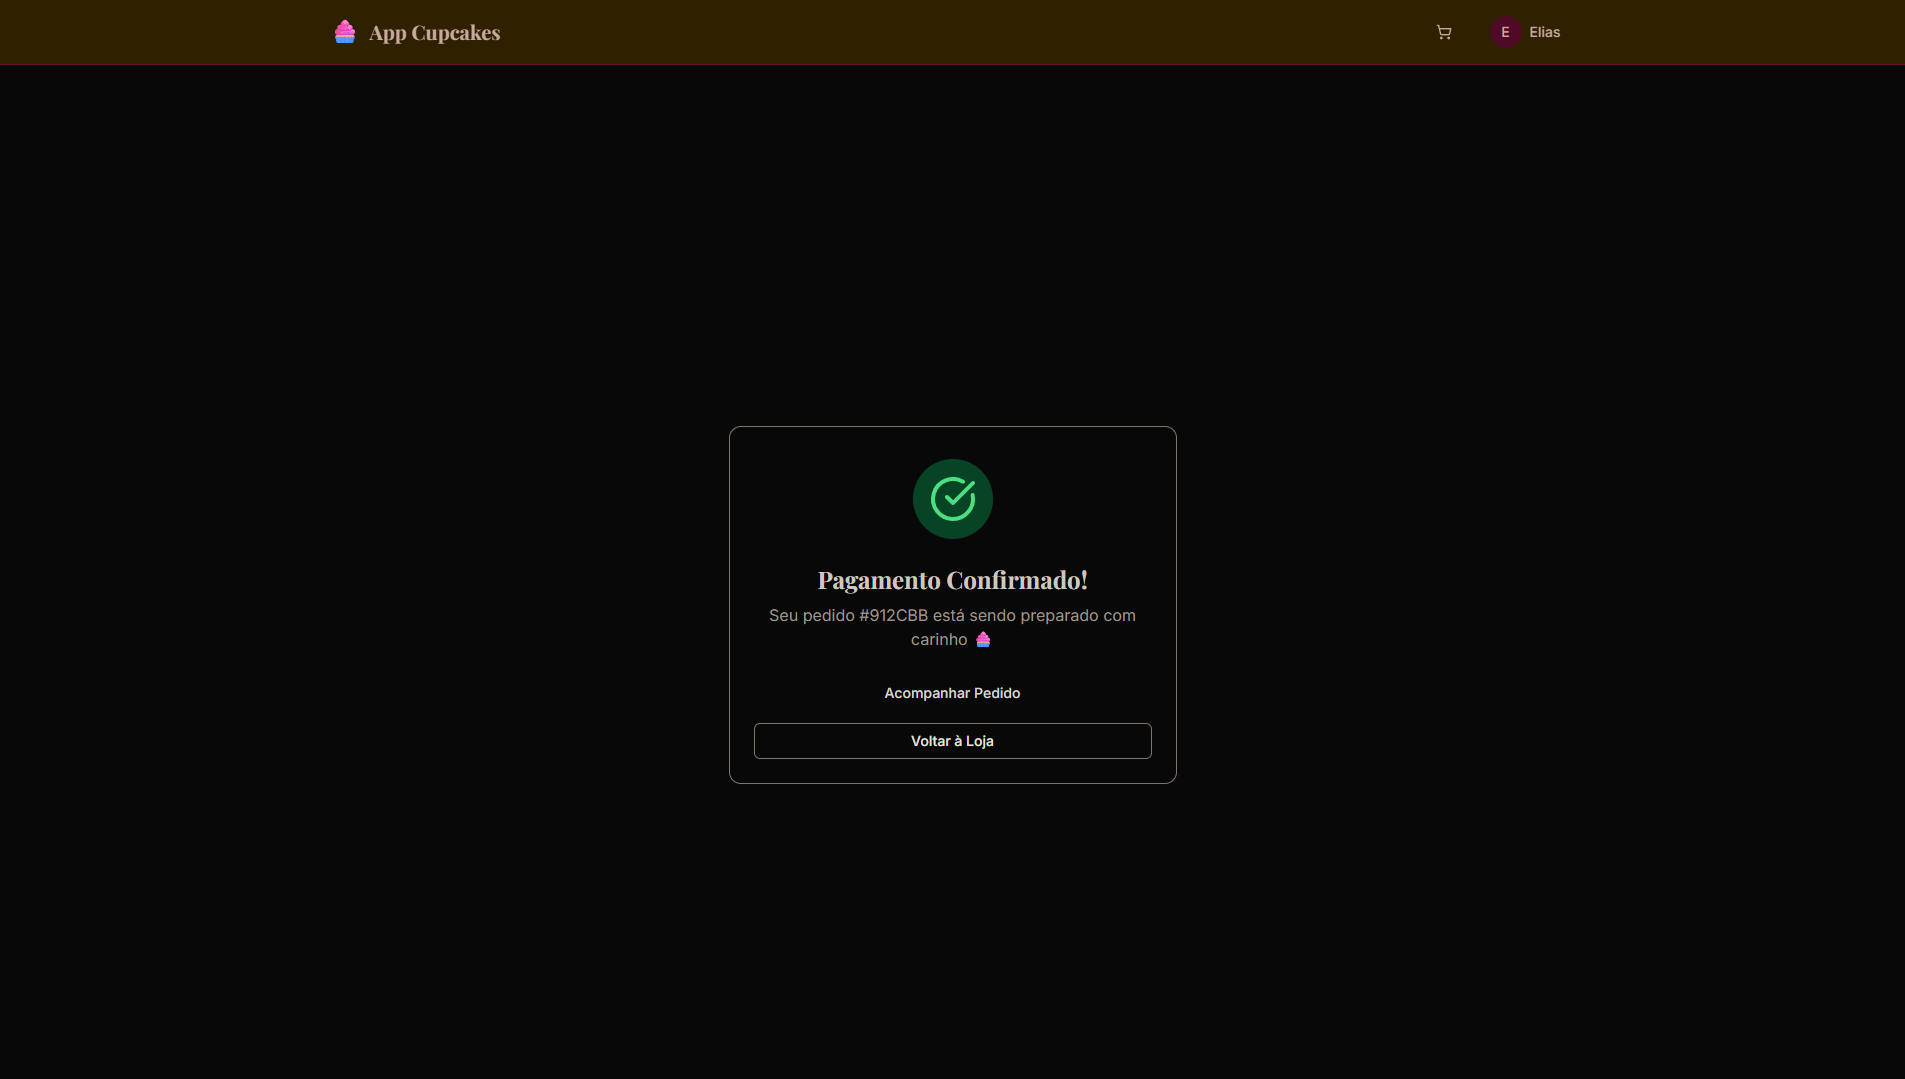 App Cupcakes
E Elias
Pagamento Confirmado!
Seu pedido #912CBB está sendo preparado com
carinho 🧁
Acompanhar Pedido
Voltar à Loja